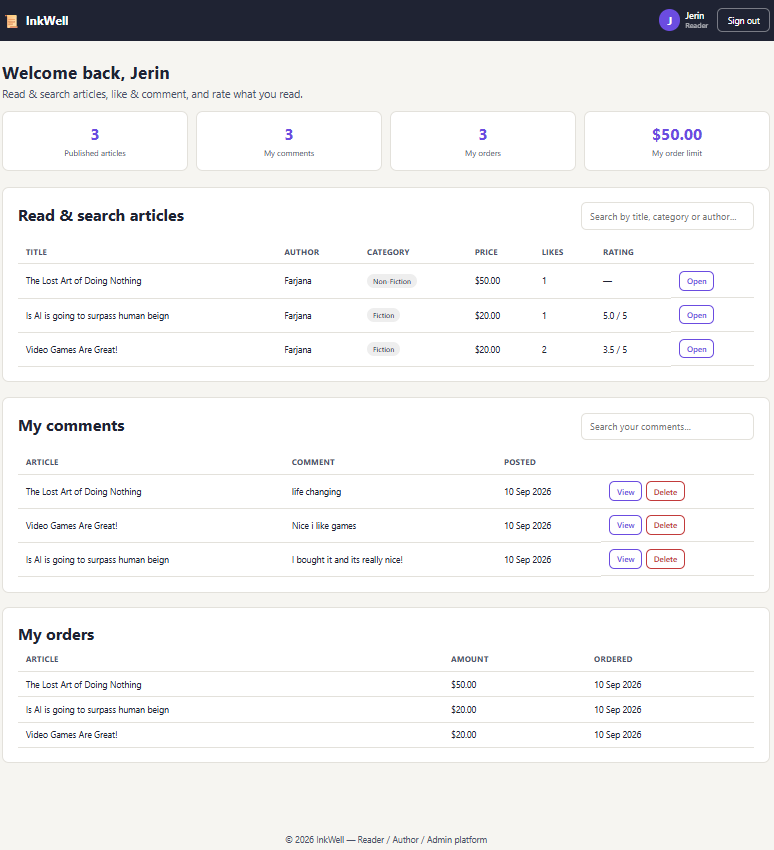 InkWell
J
Jerin
Reader
Sign out
Welcome back, Jerin
Read & search articles, like & comment, and rate what you read.
3
Published articles
3
My comments
3
My orders
$50.00
My order limit
Read & search articles
Search by title, category or author...
TITLE AUTHOR CATEGORY PRICE LIKES RATING
The Lost Art of Doing Nothing Farjana Non-Fiction $50.00 1 — Open
Is AI is going to surpass human beign Farjana Fiction $20.00 1 5.0 / 5 Open
Video Games Are Great! Farjana Fiction $20.00 2 3.5 / 5 Open
My comments
Search your comments...
ARTICLE COMMENT POSTED
The Lost Art of Doing Nothing life changing 10 Sep 2026 View Delete
Video Games Are Great! Nice i like games 10 Sep 2026 View Delete
Is AI is going to surpass human beign I bought it and its really nice! 10 Sep 2026 View Delete
My orders
ARTICLE AMOUNT ORDERED
The Lost Art of Doing Nothing $50.00 10 Sep 2026
Is AI is going to surpass human beign $20.00 10 Sep 2026
Video Games Are Great! $20.00 10 Sep 2026
© 2026 InkWell — Reader / Author / Admin platform